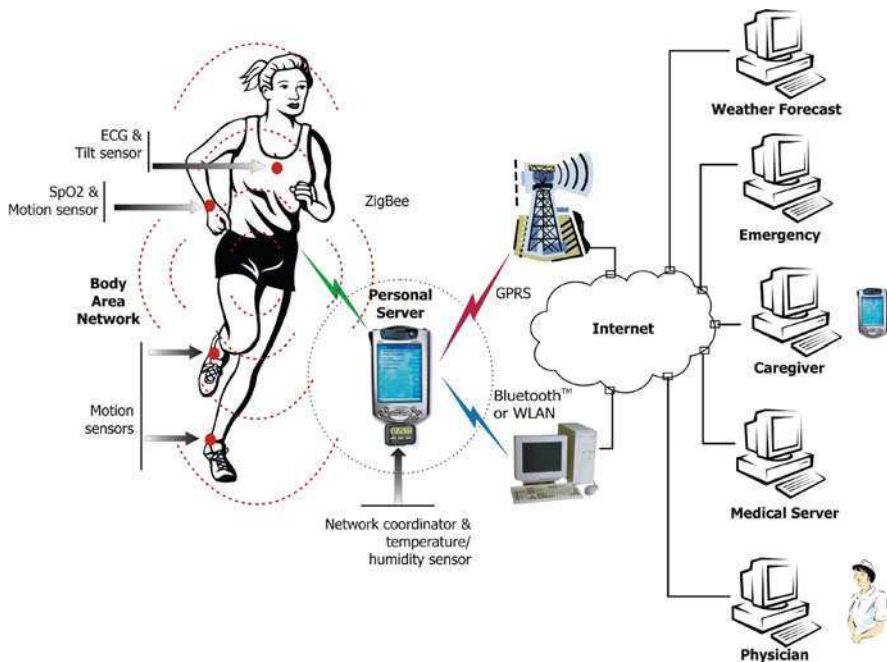 ECG &
Tilt sensor
SpO2 &
Motion sensor
Body
Area
Network
Motion
sensors
ZigBee
Personal
Server
Network coordinator &
temperature/
humidity sensor
GPRS
Bluetooth™
or WLAN
Internet
Weather Forecast
Emergency
Caregiver
Medical Server
Physician